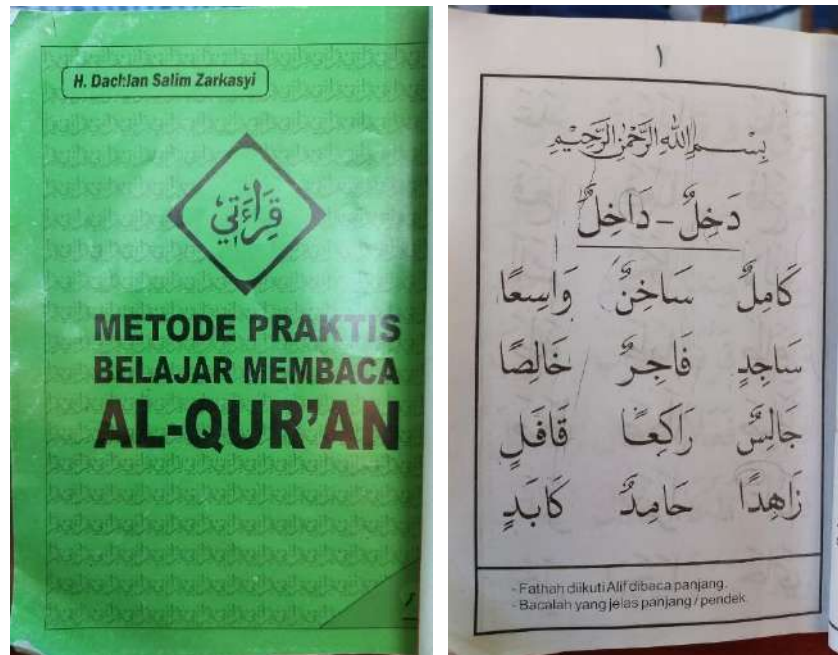 H. Dachlan Salim Zarkasyi
قِرَاءَتِي
METODE PRAKTIS
BELAJAR MEMBACA
AL-QUR'AN
١
بِسْمِ اللهِ الرَّحْمٰنِ الرَّحِيْمِ
دَخِلٌ - دَاخِلٌ
كَامِلٌ سَاخِنٌ وَاسِعًا
سَاجِدٍ فَاجِرٌ خَالِصًا
جَالِسٌ رَاكِعًا قَافَلٍ
زَاهِدًا حَامِدٌ كَابَدٍ
- Fathah diikuti Alif dibaca panjang.
- Bacalah yang jelas panjang / pendek.